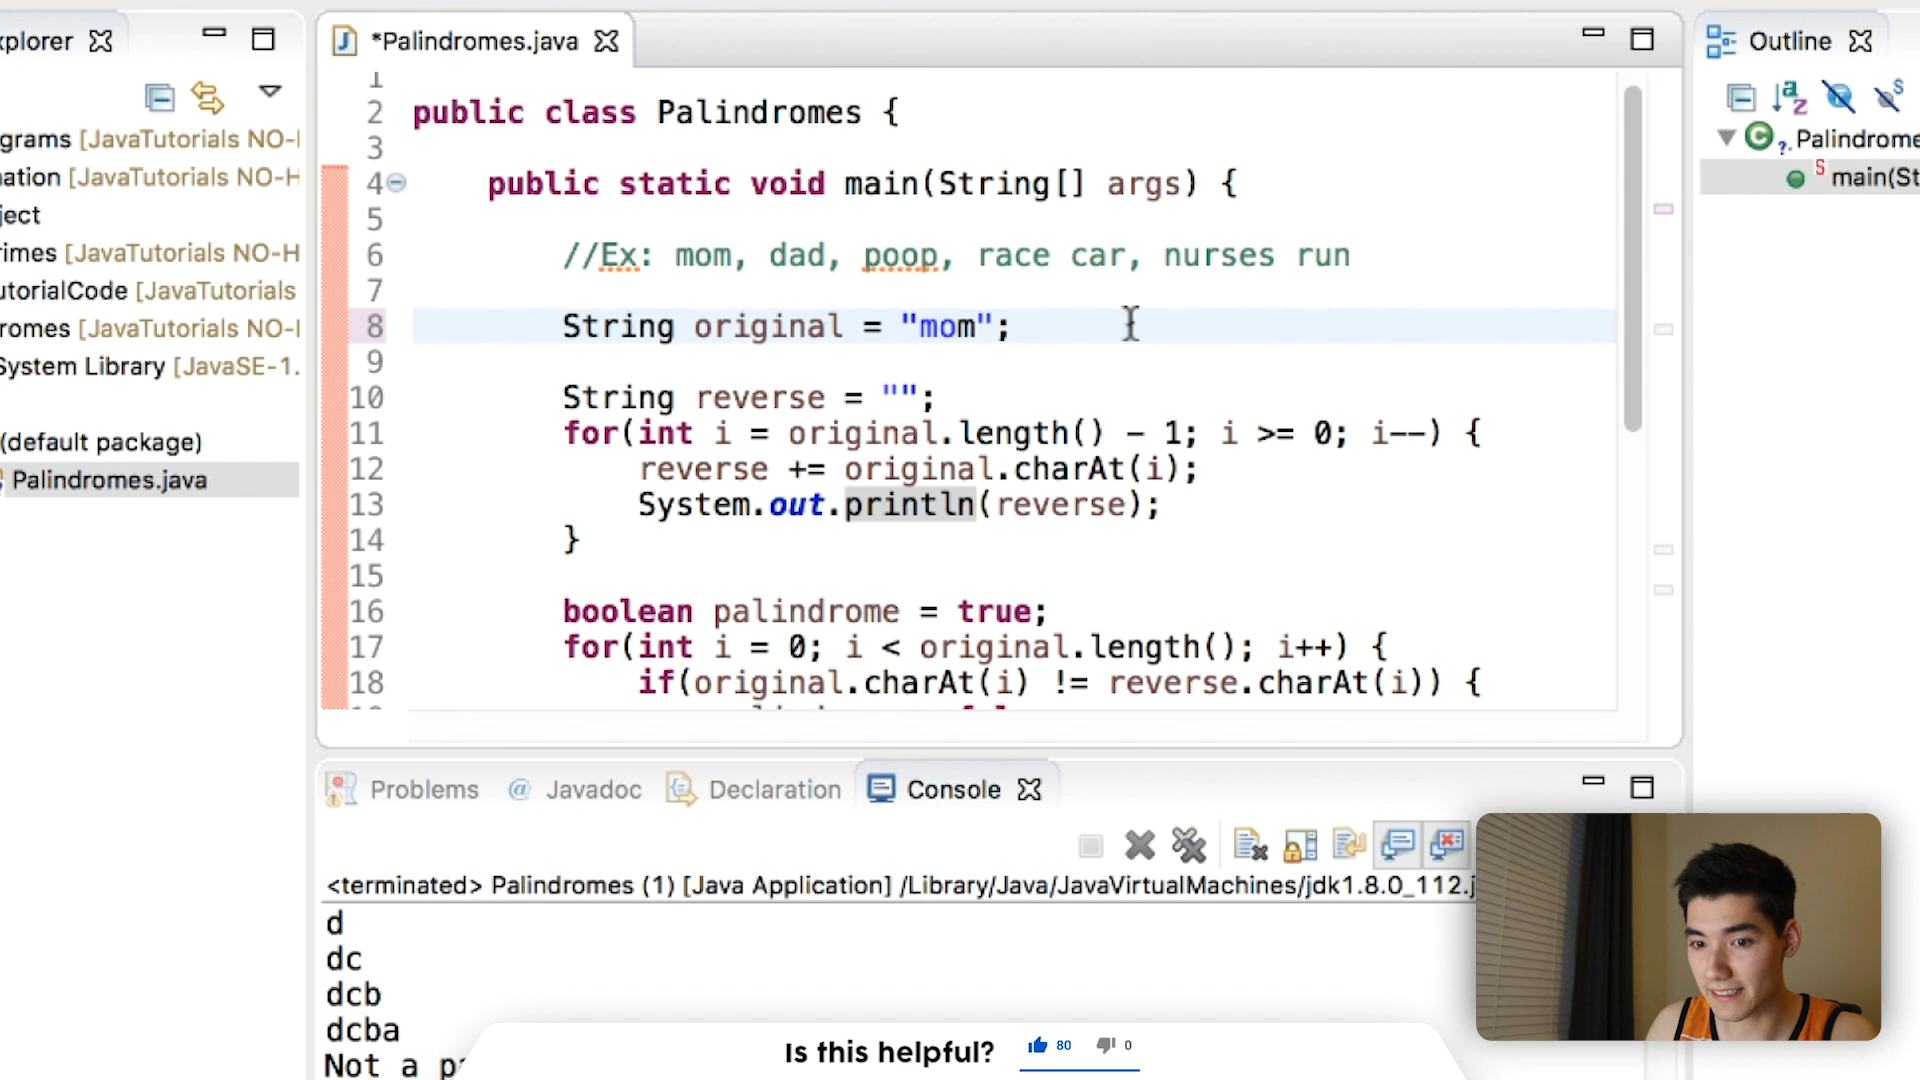 xplorer
*Palindromes.java
Outline
grams [JavaTutorials NO-
ation [JavaTutorials NO-H
ject
rimes [JavaTutorials NO-H
utorialCode [JavaTutorials
romes [JavaTutorials NO-
System Library [JavaSE-1.
(default package)
Palindromes.java
1
2 public class Palindromes {
3
4 public static void main(String[] args) {
5
6 //Ex: mom, dad, poop, race car, nurses run
7
8 String original = "mom";
9
10 String reverse = "";
11 for(int i = original.length() - 1; i >= 0; i--) {
12 reverse += original.charAt(i);
13 System.out.println(reverse);
14 }
15
16 boolean palindrome = true;
17 for(int i = 0; i < original.length(); i++) {
18 if(original.charAt(i) != reverse.charAt(i)) {
Palindrome
main(St
Problems @ Javadoc Declaration Console
<terminated> Palindromes (1) [Java Application] /Library/Java/JavaVirtualMachines/jdk1.8.0_112.j
d
dc
dcb
dcba
Not a pa
Is this helpful? 80 0